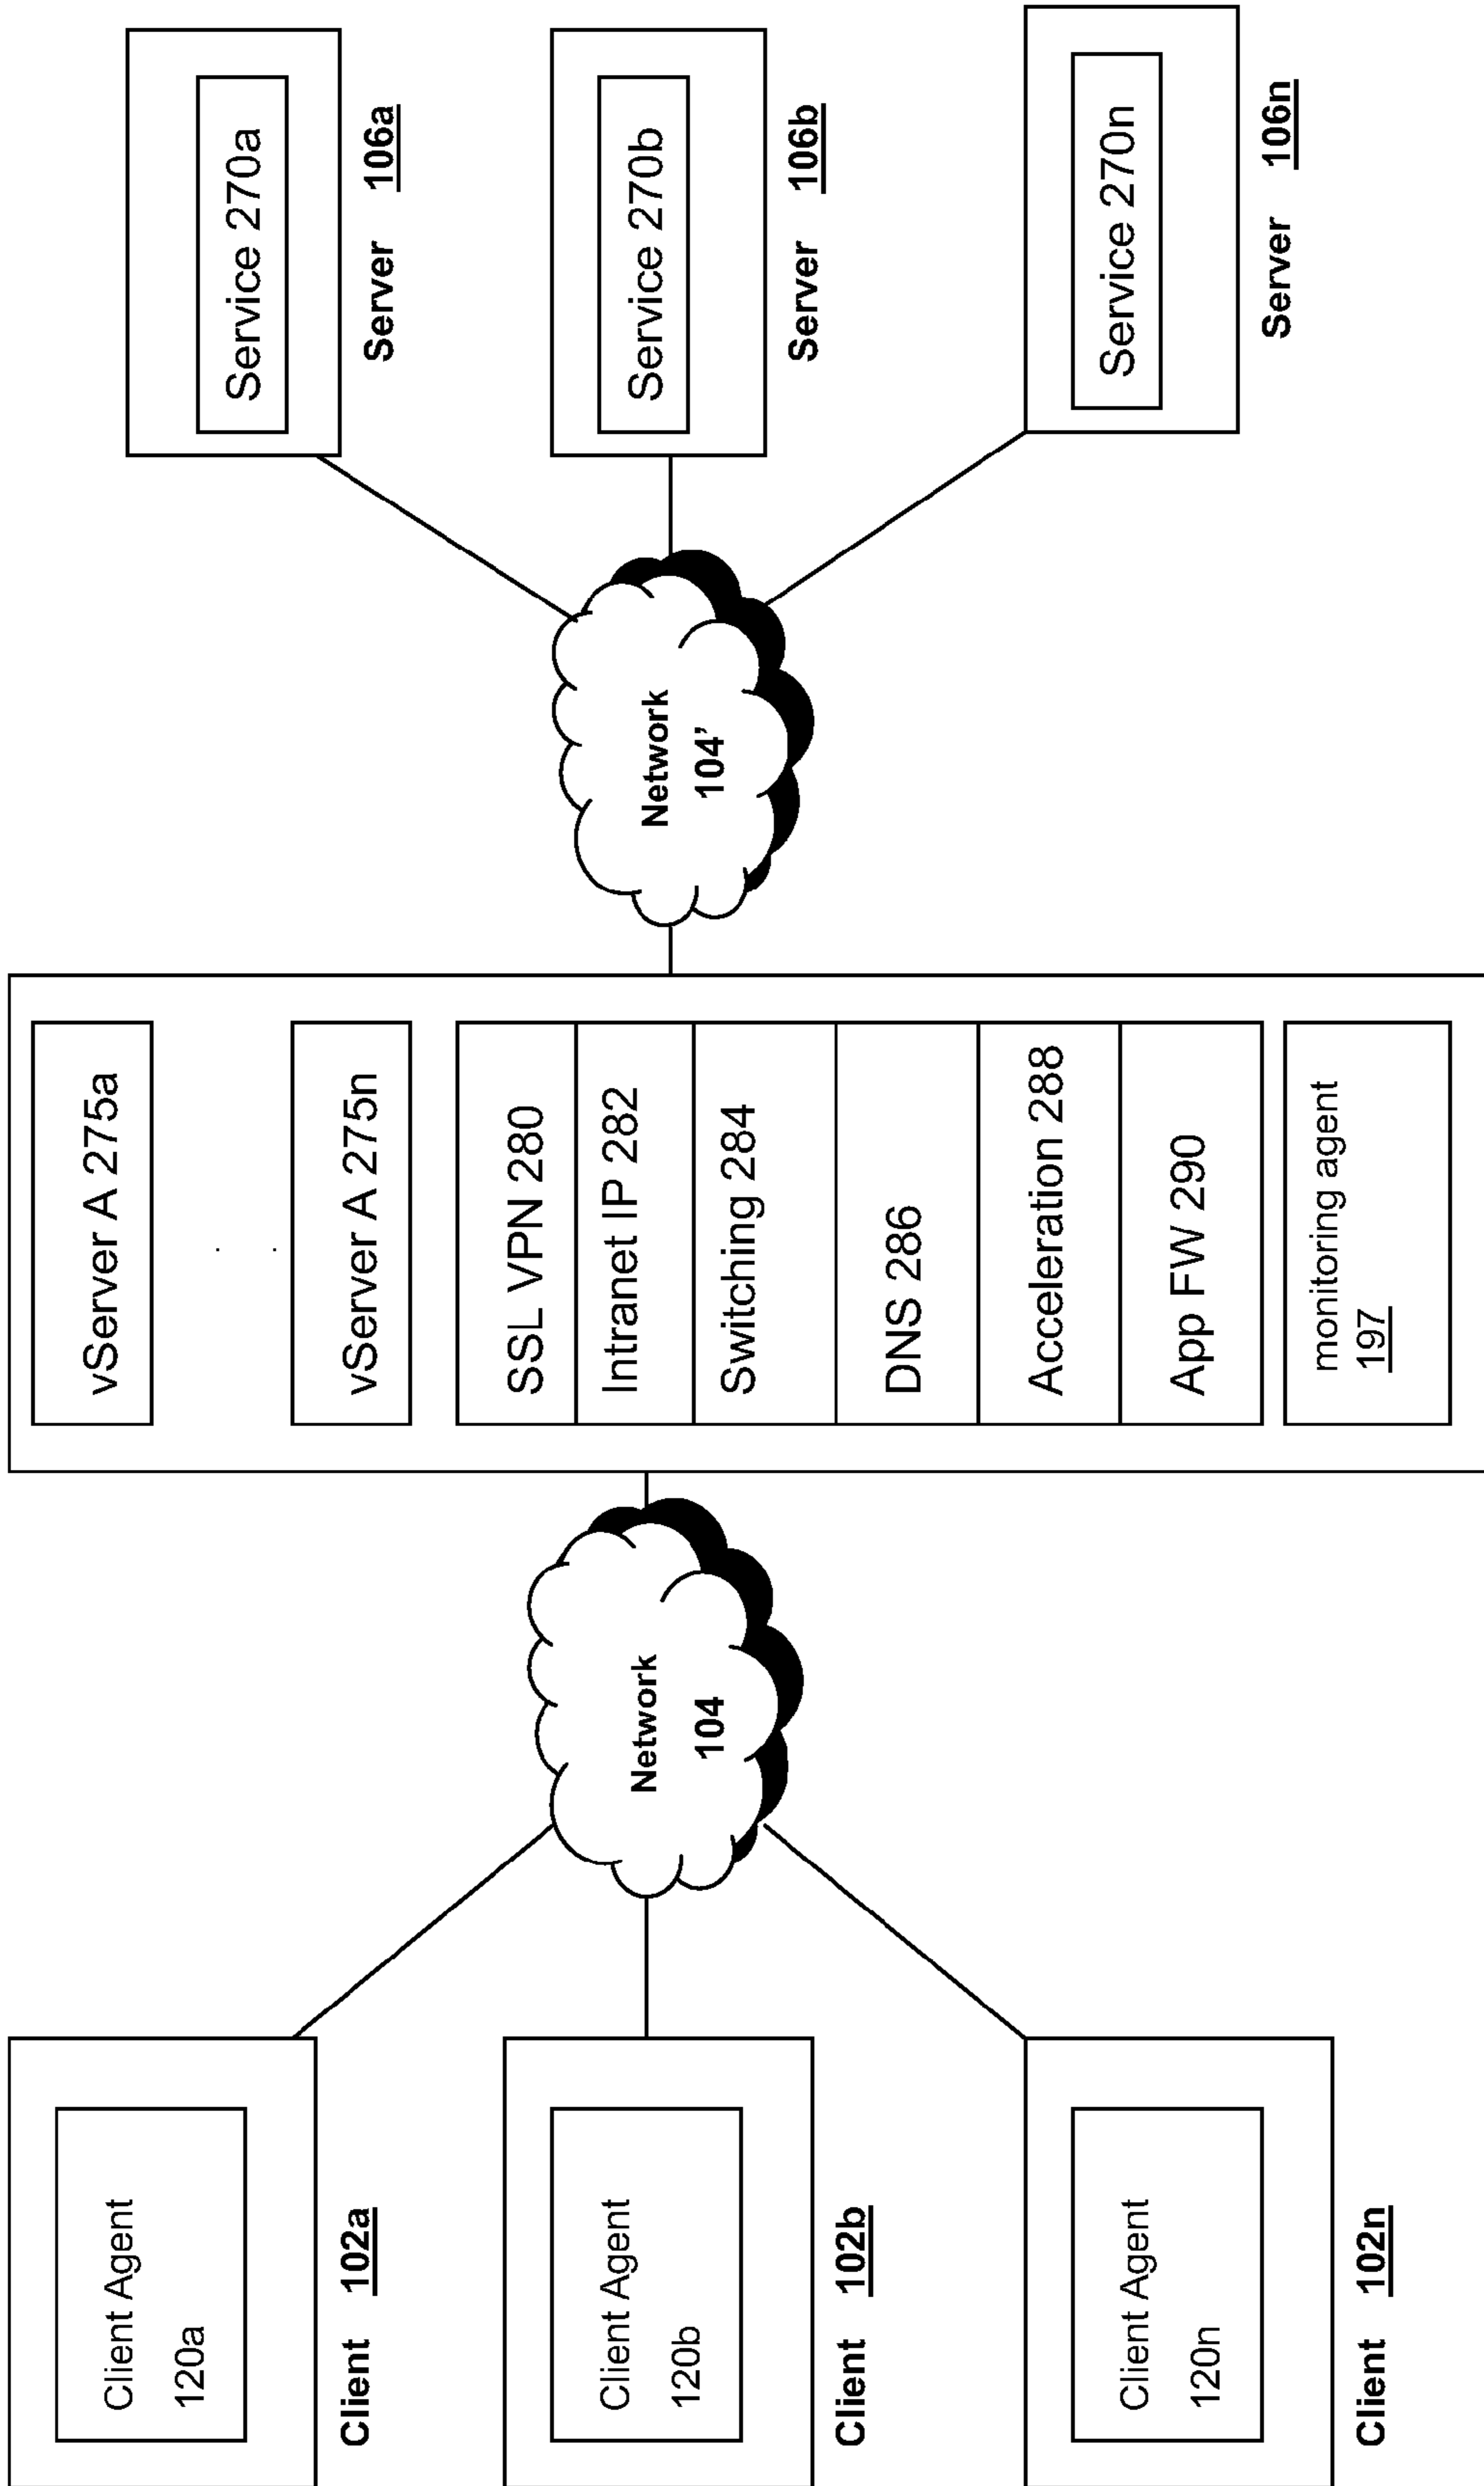 Client Agent
120a
Client 102a
Client Agent
120b
Client 102b
Client Agent
120n
Client 102n
Network
104
vServer A 275a
vServer A 275n
SSL VPN 280
Intranet IP 282
Switching 284
DNS 286
Acceleration 288
App FW 290
monitoring agent
197
Network
104’
Service 270a
Server 106a
Service 270b
Server 106b
Service 270n
Server 106n